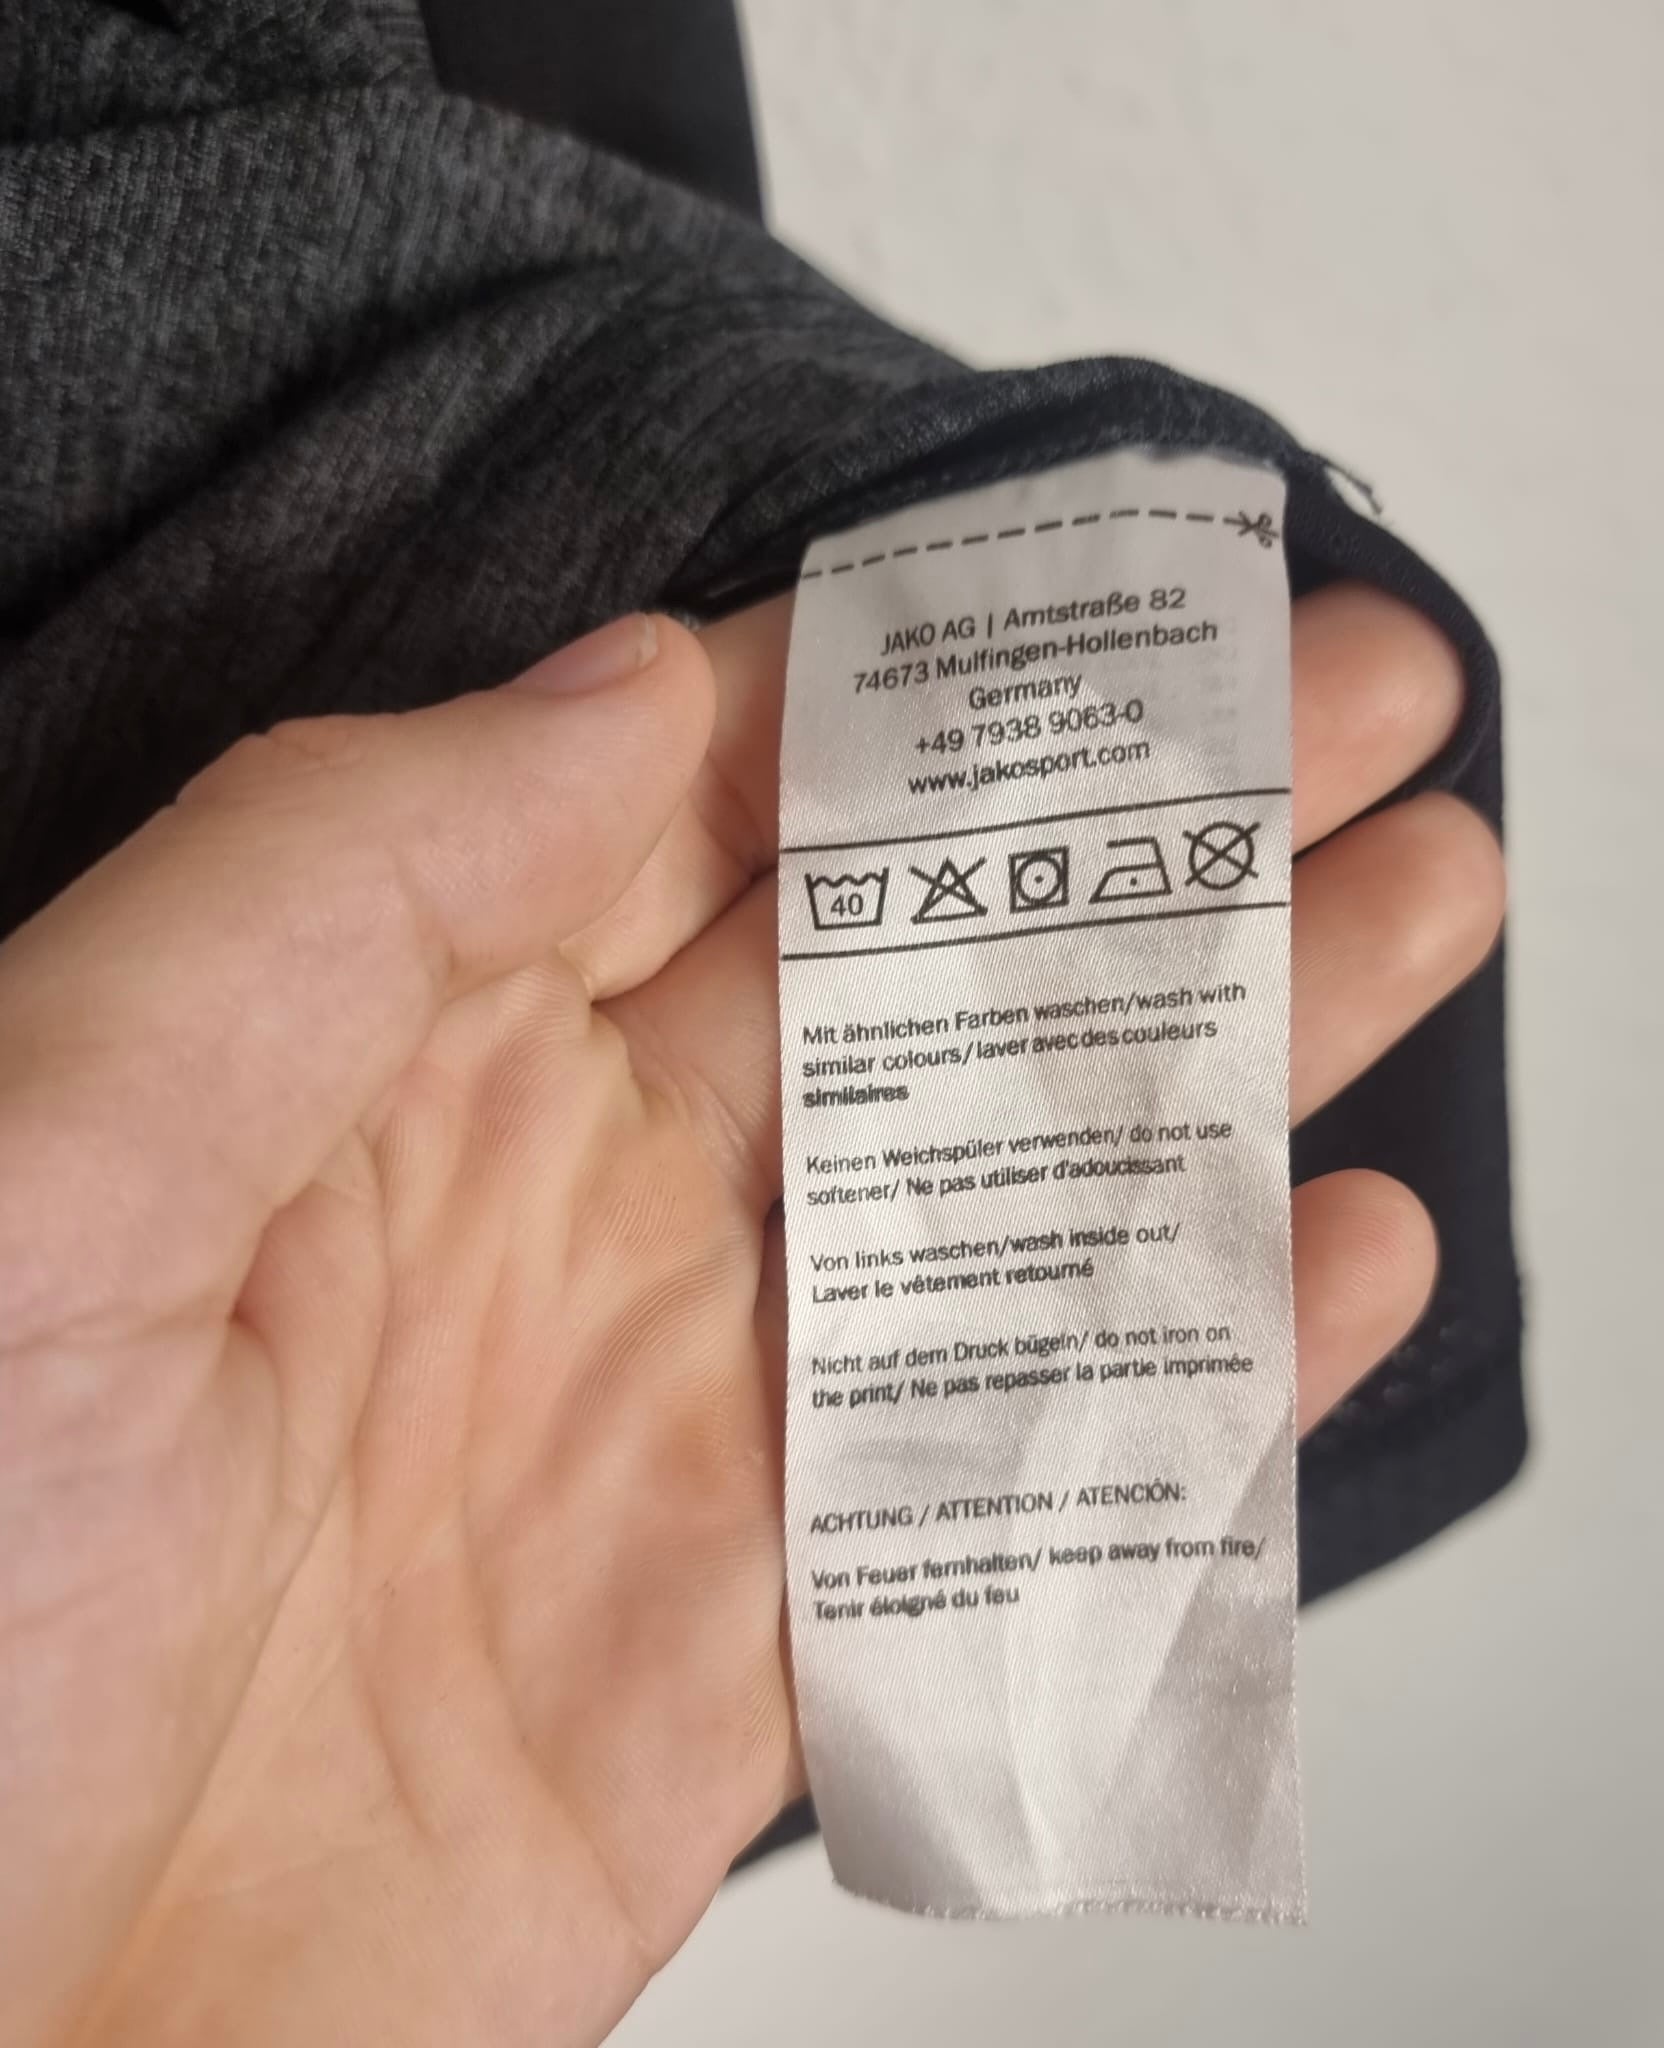 JAKO AG | Amtstraße 82
74673 Mulfingen-Hollenbach
Germany
+49 7938 9063-0
www.jakosport.com
40
Mit ähnlichen Farben waschen/wash with
similar colours/laver avec des couleurs
similaires
Keinen Weichspüler verwenden/ do not use
softener/ Ne pas utiliser d'adoucissant
Von links waschen/wash inside out/
Laver le vêtement retourné
Nicht auf dem Druck bügeln/ do not iron on
the print/ Ne pas repasser la partie imprimée
ACHTUNG / ATTENTION / ATENCIÓN:
Von Feuer fernhalten/ keep away from fire/
Tenir éloigné du feu